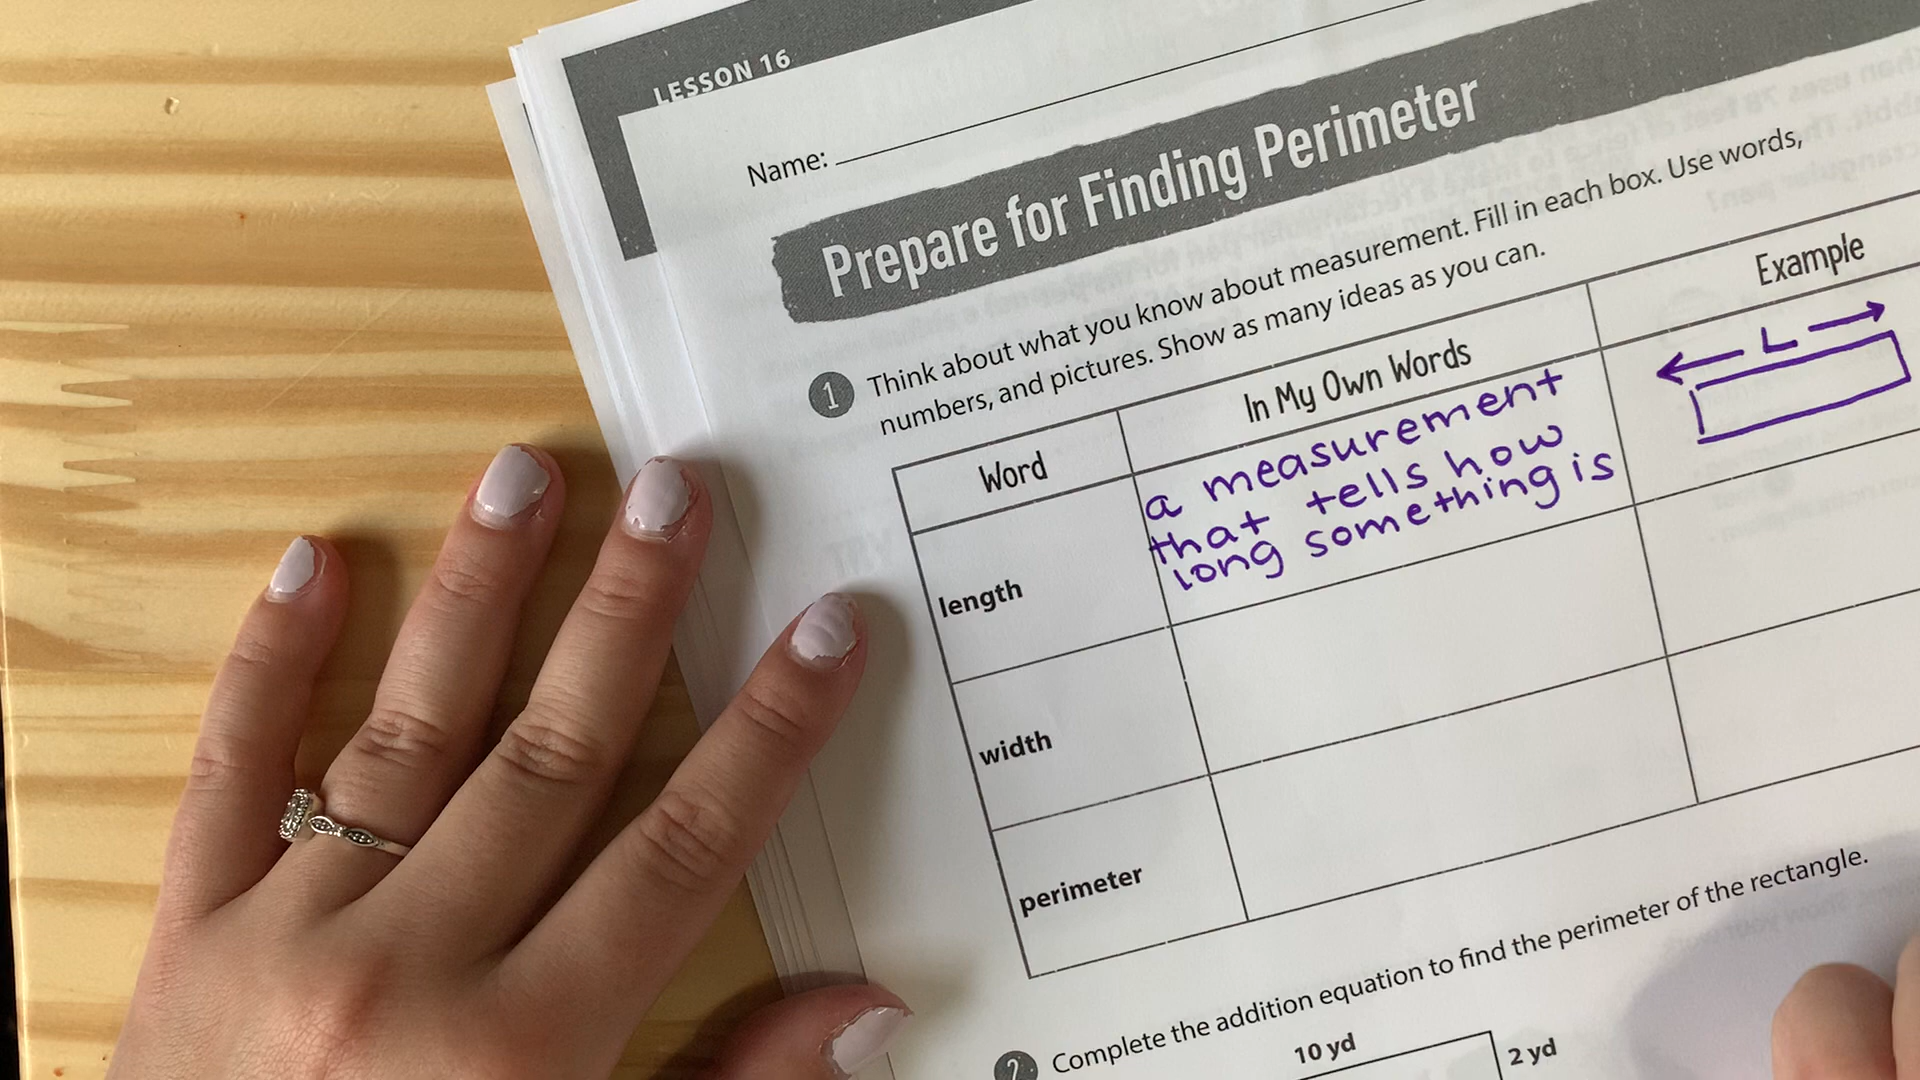 LESSON 16
Name:
Prepare for Finding Perimeter
1 Think about what you know about measurement. Fill in each box. Use words,
numbers, and pictures. Show as many ideas as you can.
Word
In My Own Words
Example
length
a measurement
that tells how
long something is
L
width
perimeter
2 Complete the addition equation to find the perimeter of the rectangle.
10 yd
2 yd